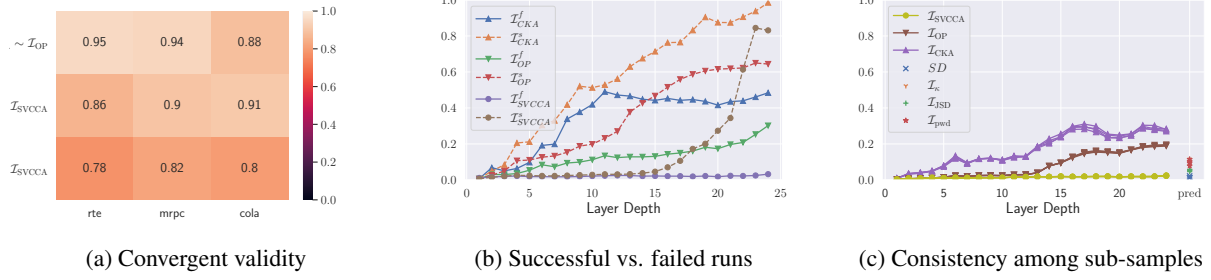 1.0
0.8
0.6
0.4
0.2
0.0
∼ I_OP
I_SVCCA
I_SVCCA
0.95 0.94 0.88
0.86 0.9 0.91
0.78 0.82 0.8
rte mrpc cola
(a) Convergent validity
1.0
0.8
0.6
0.4
0.2
0.0
I^f_CKA
I^s_CKA
I^f_OP
I^s_OP
I^f_SVCCA
I^s_SVCCA
0 5 10 15 20 25
Layer Depth
(b) Successful vs. failed runs
1.0
0.8
0.6
0.4
0.2
0.0
I_SVCCA
I_OP
I_CKA
SD
I_κ
I_JSD
I_pwd
0 5 10 15 20 pred
Layer Depth
(c) Consistency among sub-samples